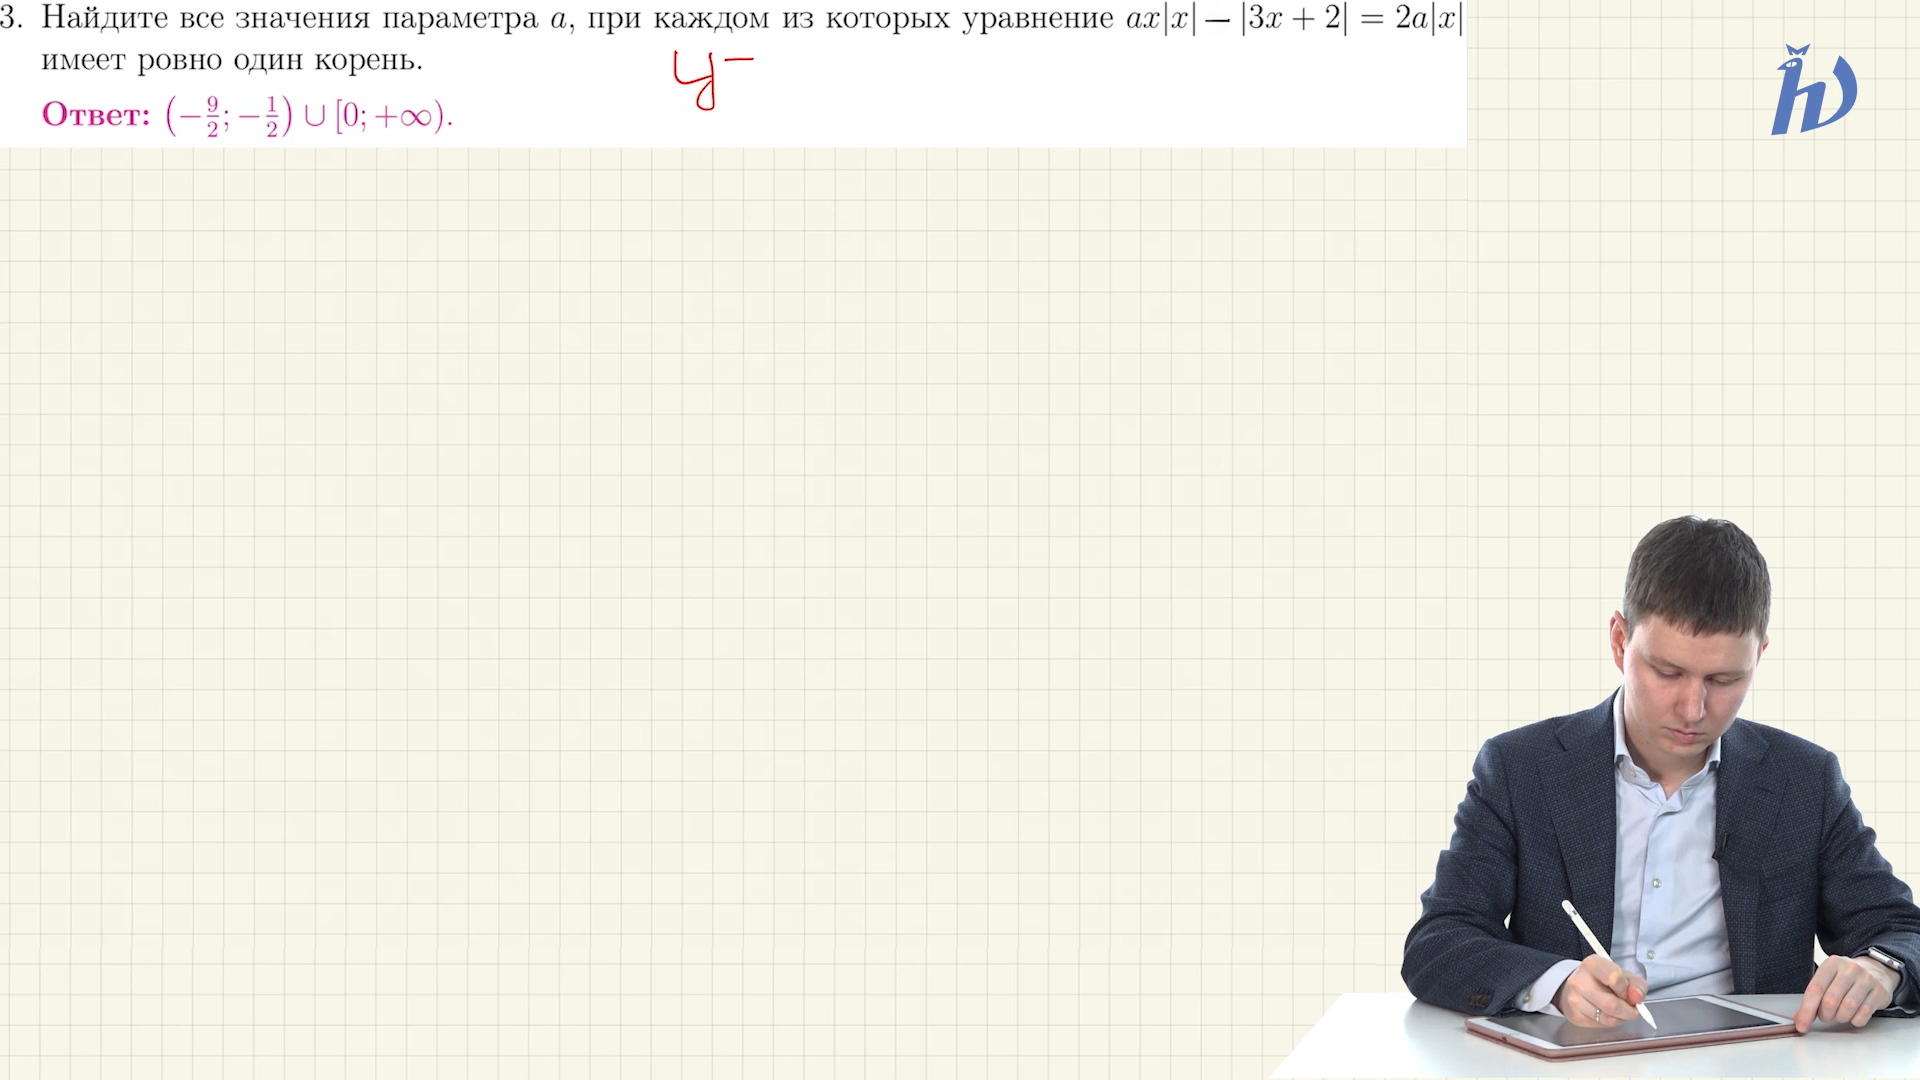 3. Найдите все значения параметра a, при каждом из которых уравнение ax|x| − |3x + 2| = 2a|x|
имеет ровно один корень.
y−
Ответ: (−9/2; −1/2) ∪ [0; +∞).